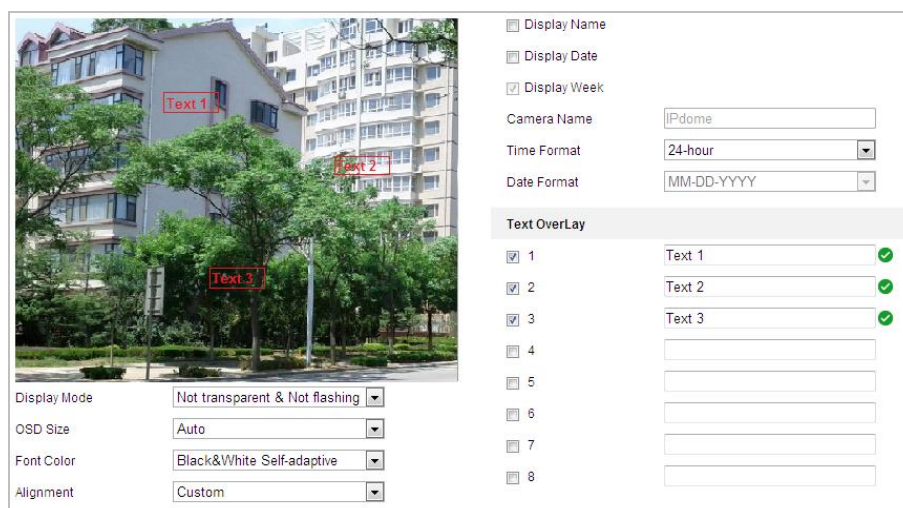 Text 1
Text 2
Text 3
Display Mode Not transparent & Not flashing
OSD Size Auto
Font Color Black&White Self-adaptive
Alignment Custom
Display Name
Display Date
Display Week
Camera Name IPdome
Time Format 24-hour
Date Format MM-DD-YYYY
Text OverLay
1 Text 1
2 Text 2
3 Text 3
4
5
6
7
8